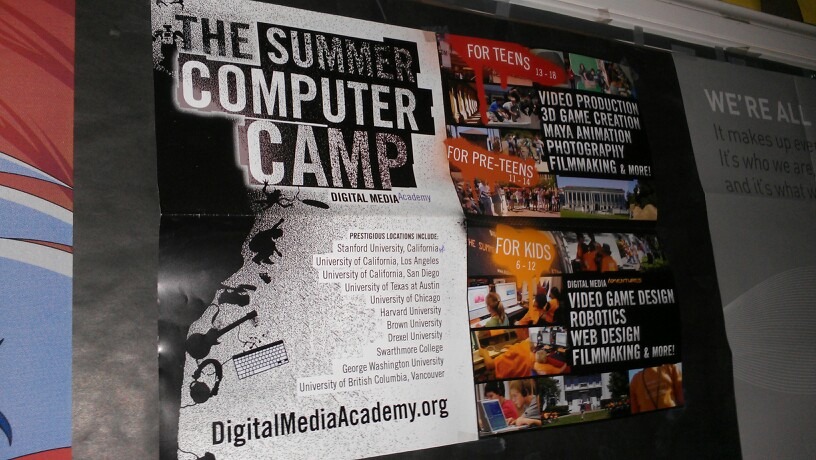 THE SUMMER
COMPUTER
CAMP
DIGITAL MEDIA Academy
PRESTIGIOUS LOCATIONS INCLUDE:
Stanford University, California
University of California, Los Angeles
University of California, San Diego
University of Texas at Austin
University of Chicago
Harvard University
Brown University
Drexel University
Swarthmore College
George Washington University
University of British Columbia, Vancouver
DigitalMediaAcademy.org
FOR TEENS
13 - 18
VIDEO PRODUCTION
3D GAME CREATION
MAYA ANIMATION
PHOTOGRAPHY
FILMMAKING & MORE!
FOR PRE-TEENS
11 - 14
THE SUMM
FOR KIDS
6 - 12
DIGITAL MEDIA ADVENTURES
VIDEO GAME DESIGN
ROBOTICS
WEB DESIGN
FILMMAKING & MORE!
WE'RE ALL
It makes up
It's who we are
and it's what